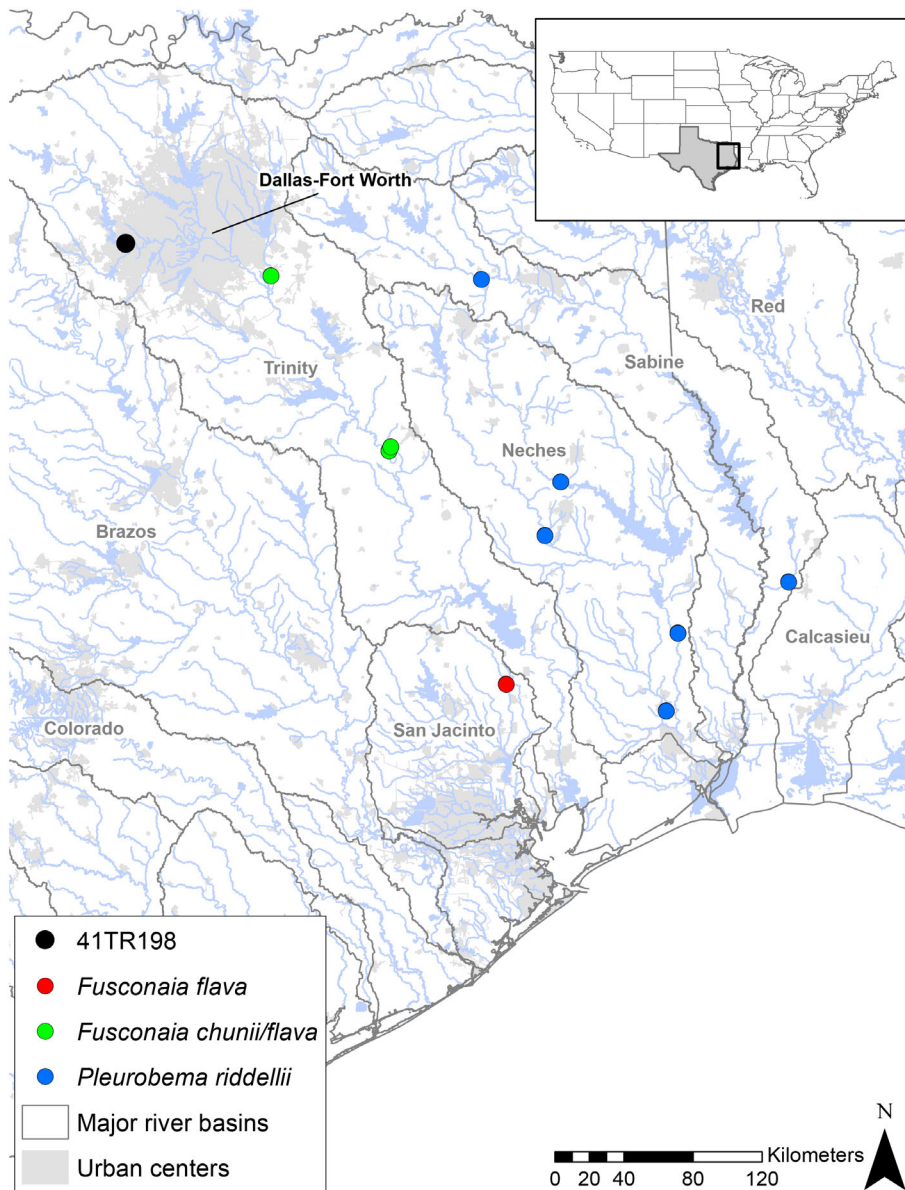 Dallas-Fort Worth
Red
Trinity
Sabine
Neches
Brazos
Calcasieu
Colorado
San Jacinto
41TR198
Fusconaia flava
Fusconaia chunii/flava
Pleurobema riddellii
Major river basins
Urban centers
N
Kilometers
0 20 40 80 120